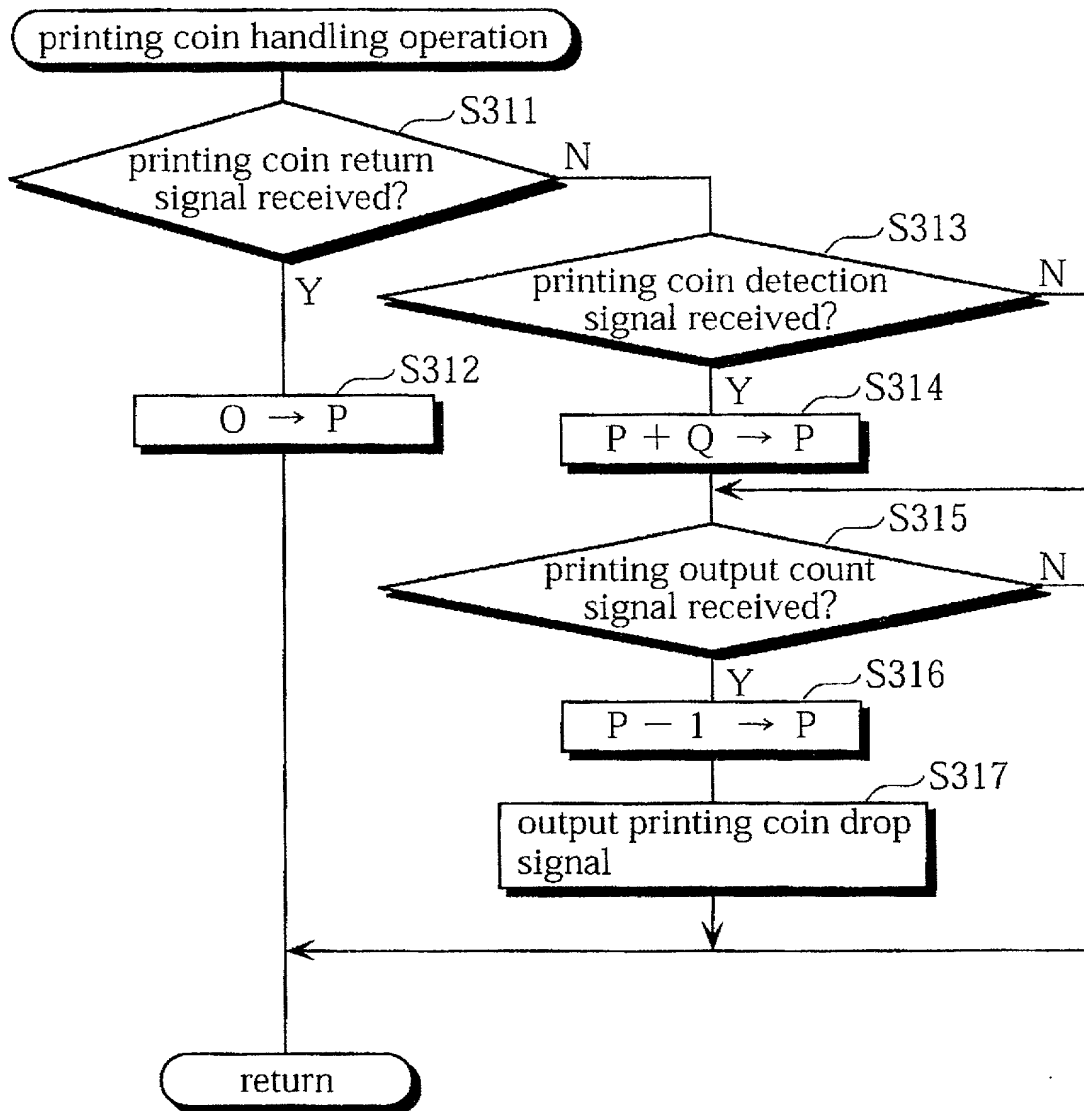 printing coin handling operation
S311
printing coin return
signal received?
N
Y
S312
O → P
S313
printing coin detection
signal received?
N
Y
S314
P + Q → P
S315
printing output count
signal received?
N
Y
S316
P − 1 → P
S317
output printing coin drop
signal
return